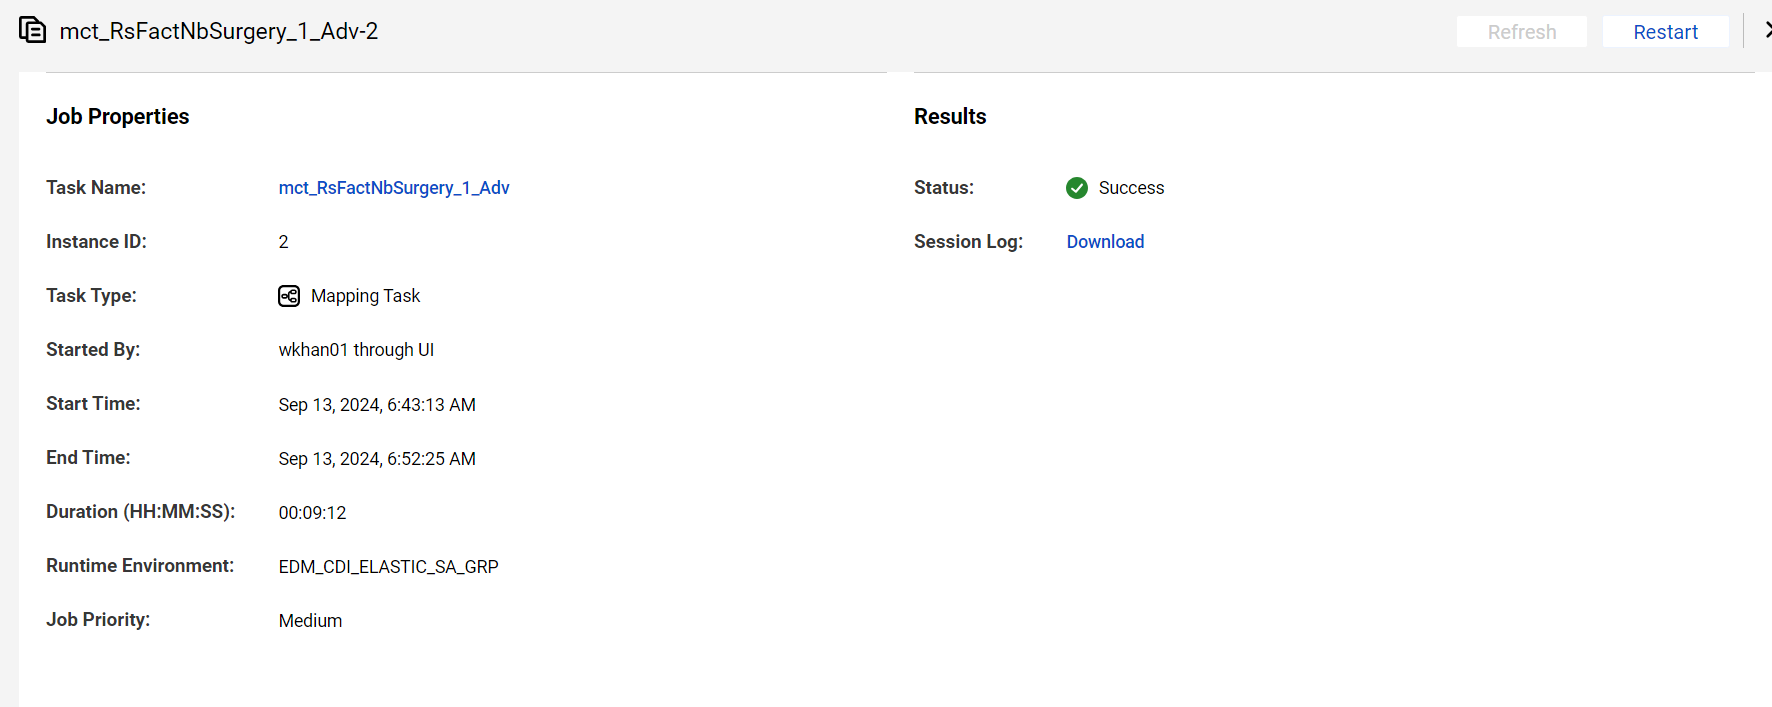 mct_RsFactNbSurgery_1_Adv-2
Refresh
Restart
Job Properties
Task Name: mct_RsFactNbSurgery_1_Adv
Instance ID: 2
Task Type: Mapping Task
Started By: wkhan01 through UI
Start Time: Sep 13, 2024, 6:43:13 AM
End Time: Sep 13, 2024, 6:52:25 AM
Duration (HH:MM:SS): 00:09:12
Runtime Environment: EDM_CDI_ELASTIC_SA_GRP
Job Priority: Medium
Results
Status: Success
Session Log: Download